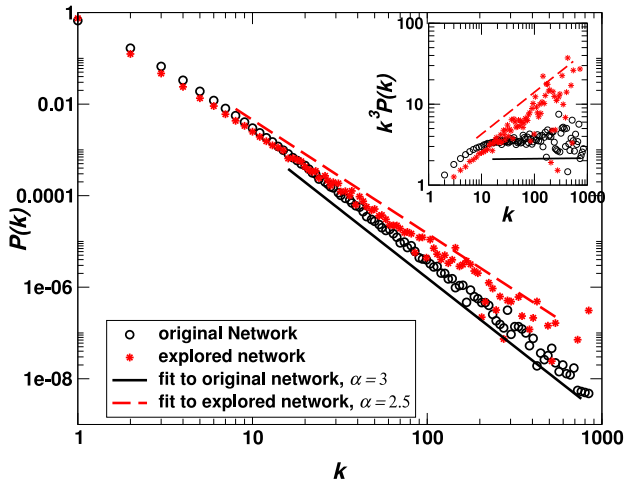 1
0.01
0.0001
1e-06
1e-08
P(k)
1
10
100
1000
k
100
10
1
k³P(k)
1
10
100
1000
k
original Network
explored network
fit to original network, α = 3
fit to explored network, α = 2.5